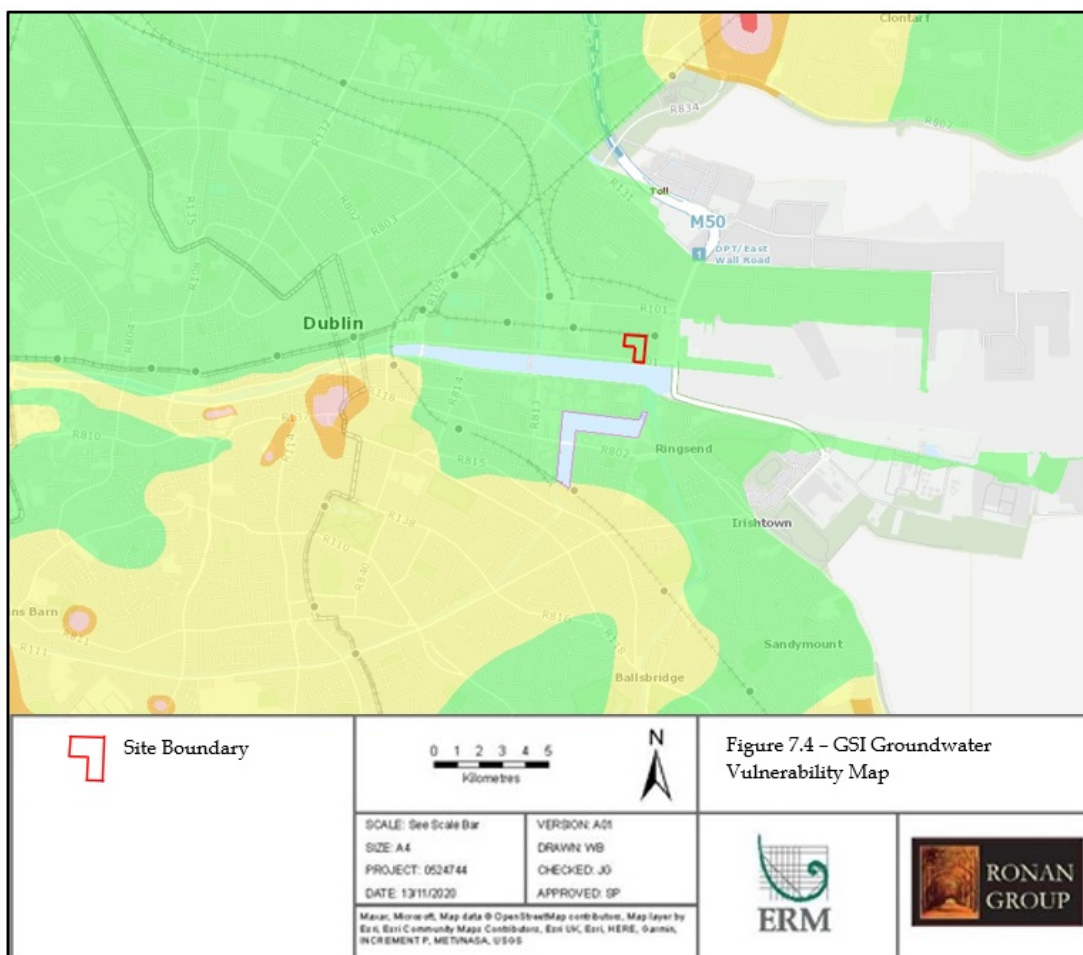 Clontarf
R834
R807
R132
R135
R802
R803
R131
Toll
M50
1
DPT/East
Wall Road
R108
R105
R101
Dublin
R804
R118
R814
R813
R810
R114
R802
Ringsend
R815
Irishtown
R138
R110
R816
ns Barn
R811
R111
R118
Sandymount
Ballsbridge
Site Boundary
0 1 2 3 4 5
Kilometres
N
Figure 7.4 – GSI Groundwater
Vulnerability Map
SCALE: See Scale Bar
SIZE: A4
PROJECT: 0524744
DATE: 13/11/2020
VERSION: A01
DRAWN: WB
CHECKED: JG
APPROVED: SP
Maxar, Microsoft, Map data © OpenStreetMap contributors, Map layer by
Esri, Esri Community Maps Contributors, Esri UK, Esri, HERE, Garmin,
INCREMENT P, METI/NASA, USGS
ERM
RONAN
GROUP